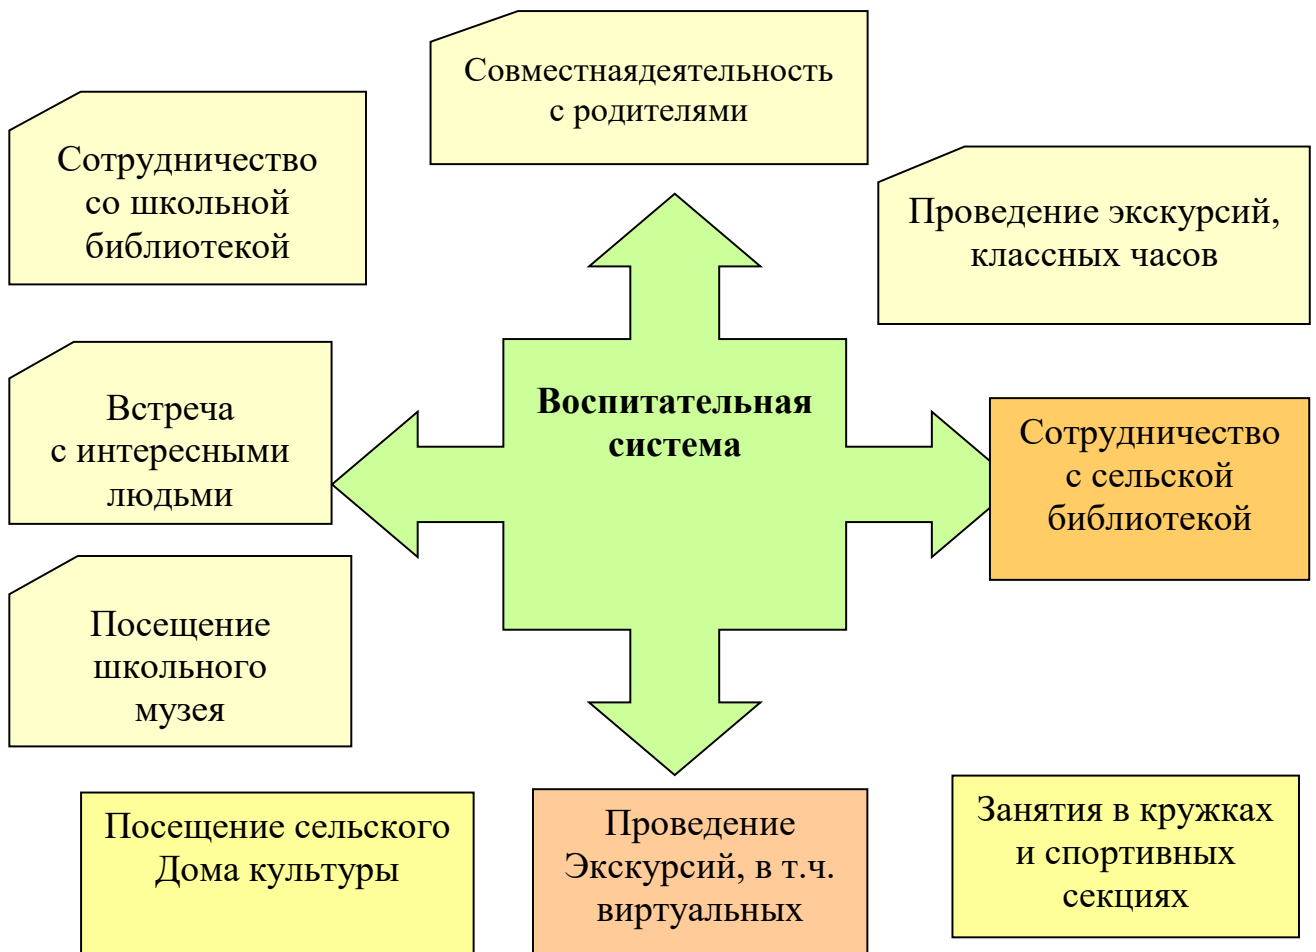 Совместнаядеятельность
с родителями
Сотрудничество
со школьной
библиотекой
Проведение экскурсий,
классных часов
Встреча
с интересными
людьми
Воспитательная
система
Сотрудничество
с сельской
библиотекой
Посещение
школьного
музея
Посещение сельского
Дома культуры
Проведение
Экскурсий, в т.ч.
виртуальных
Занятия в кружках
и спортивных
секциях